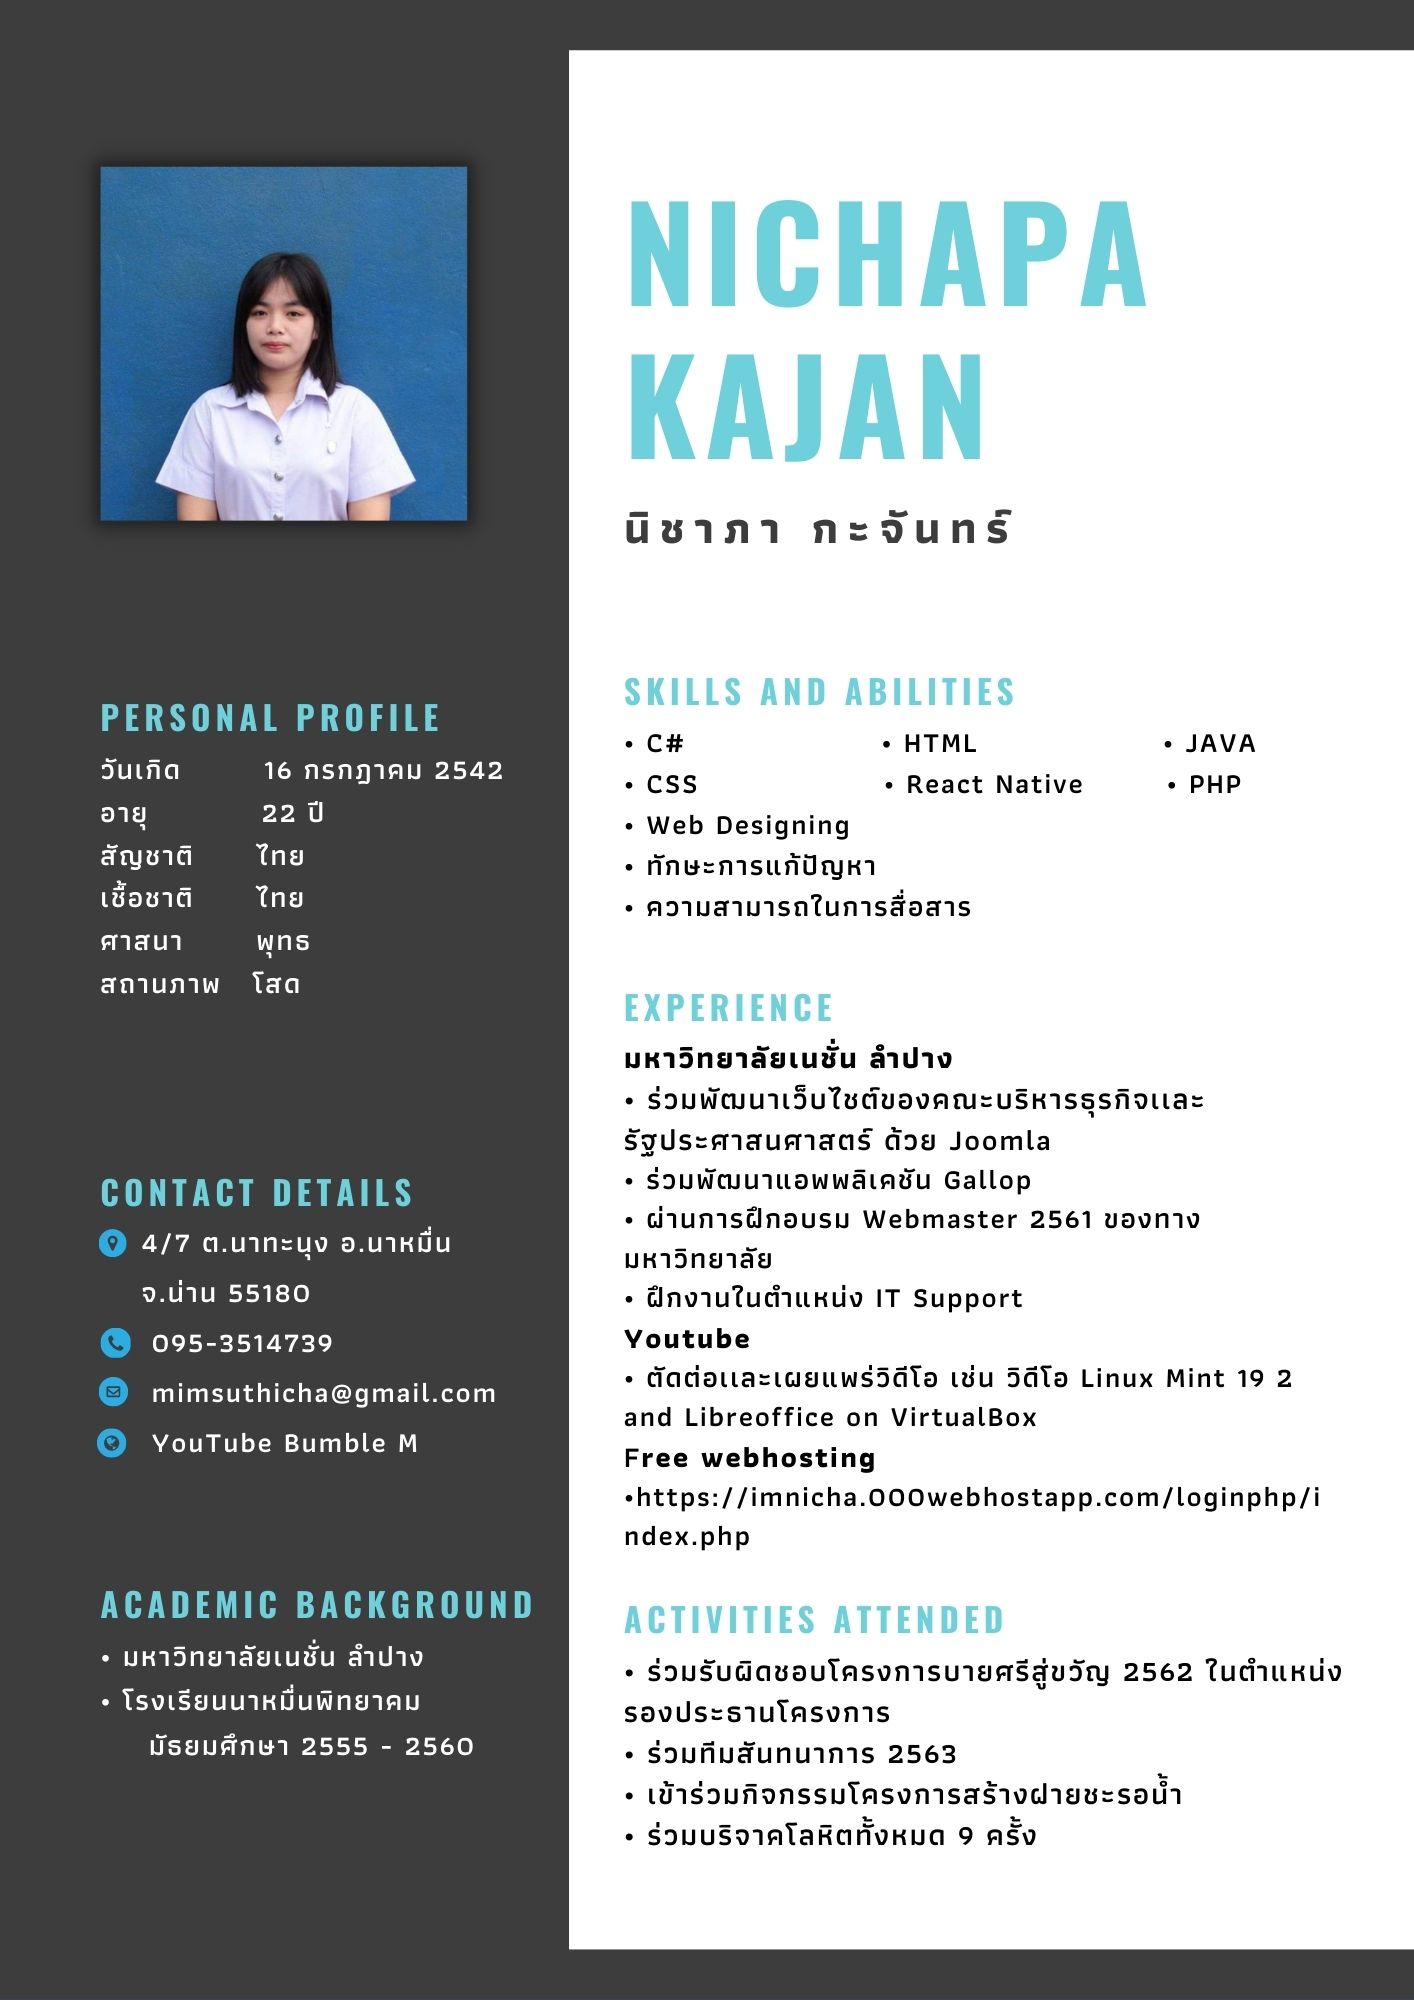 NICHAPA
KAJAN
นิชาภา กะจันทร์
PERSONAL PROFILE
วันเกิด 16 กรกฎาคม 2542
อายุ 22 ปี
สัญชาติ ไทย
เชื้อชาติ ไทย
ศาสนา พุทธ
สถานภาพ โสด
CONTACT DETAILS
4/7 ต.นาทะนุง อ.นาหมื่น
จ.น่าน 55180
095-3514739
mimsuthicha@gmail.com
YouTube Bumble M
ACADEMIC BACKGROUND
• มหาวิทยาลัยเนชั่น ลำปาง
• โรงเรียนนาหมื่นพิทยาคม
มัธยมศึกษา 2555 - 2560
SKILLS AND ABILITIES
• C# • HTML • JAVA
• CSS • React Native • PHP
• Web Designing
• ทักษะการแก้ปัญหา
• ความสามารถในการสื่อสาร
EXPERIENCE
มหาวิทยาลัยเนชั่น ลำปาง
• ร่วมพัฒนาเว็บไซต์ของคณะบริหารธุรกิจเเละ
รัฐประศาสนศาสตร์ ด้วย Joomla
• ร่วมพัฒนาแอพพลิเคชัน Gallop
• ผ่านการฝึกอบรม Webmaster 2561 ของทาง
มหาวิทยาลัย
• ฝึกงานในตำแหน่ง IT Support
Youtube
• ตัดต่อเเละเผยแพร่วิดีโอ เช่น วิดีโอ Linux Mint 19 2
and Libreoffice on VirtualBox
Free webhosting
•https://imnicha.000webhostapp.com/loginphp/i
ndex.php
ACTIVITIES ATTENDED
• ร่วมรับผิดชอบโครงการบายศรีสู่ขวัญ 2562 ในตำแหน่ง
รองประธานโครงการ
• ร่วมทีมสันทนาการ 2563
• เข้าร่วมกิจกรรมโครงการสร้างฝายชะรอน้ำ
• ร่วมบริจาคโลหิตทั้งหมด 9 ครั้ง